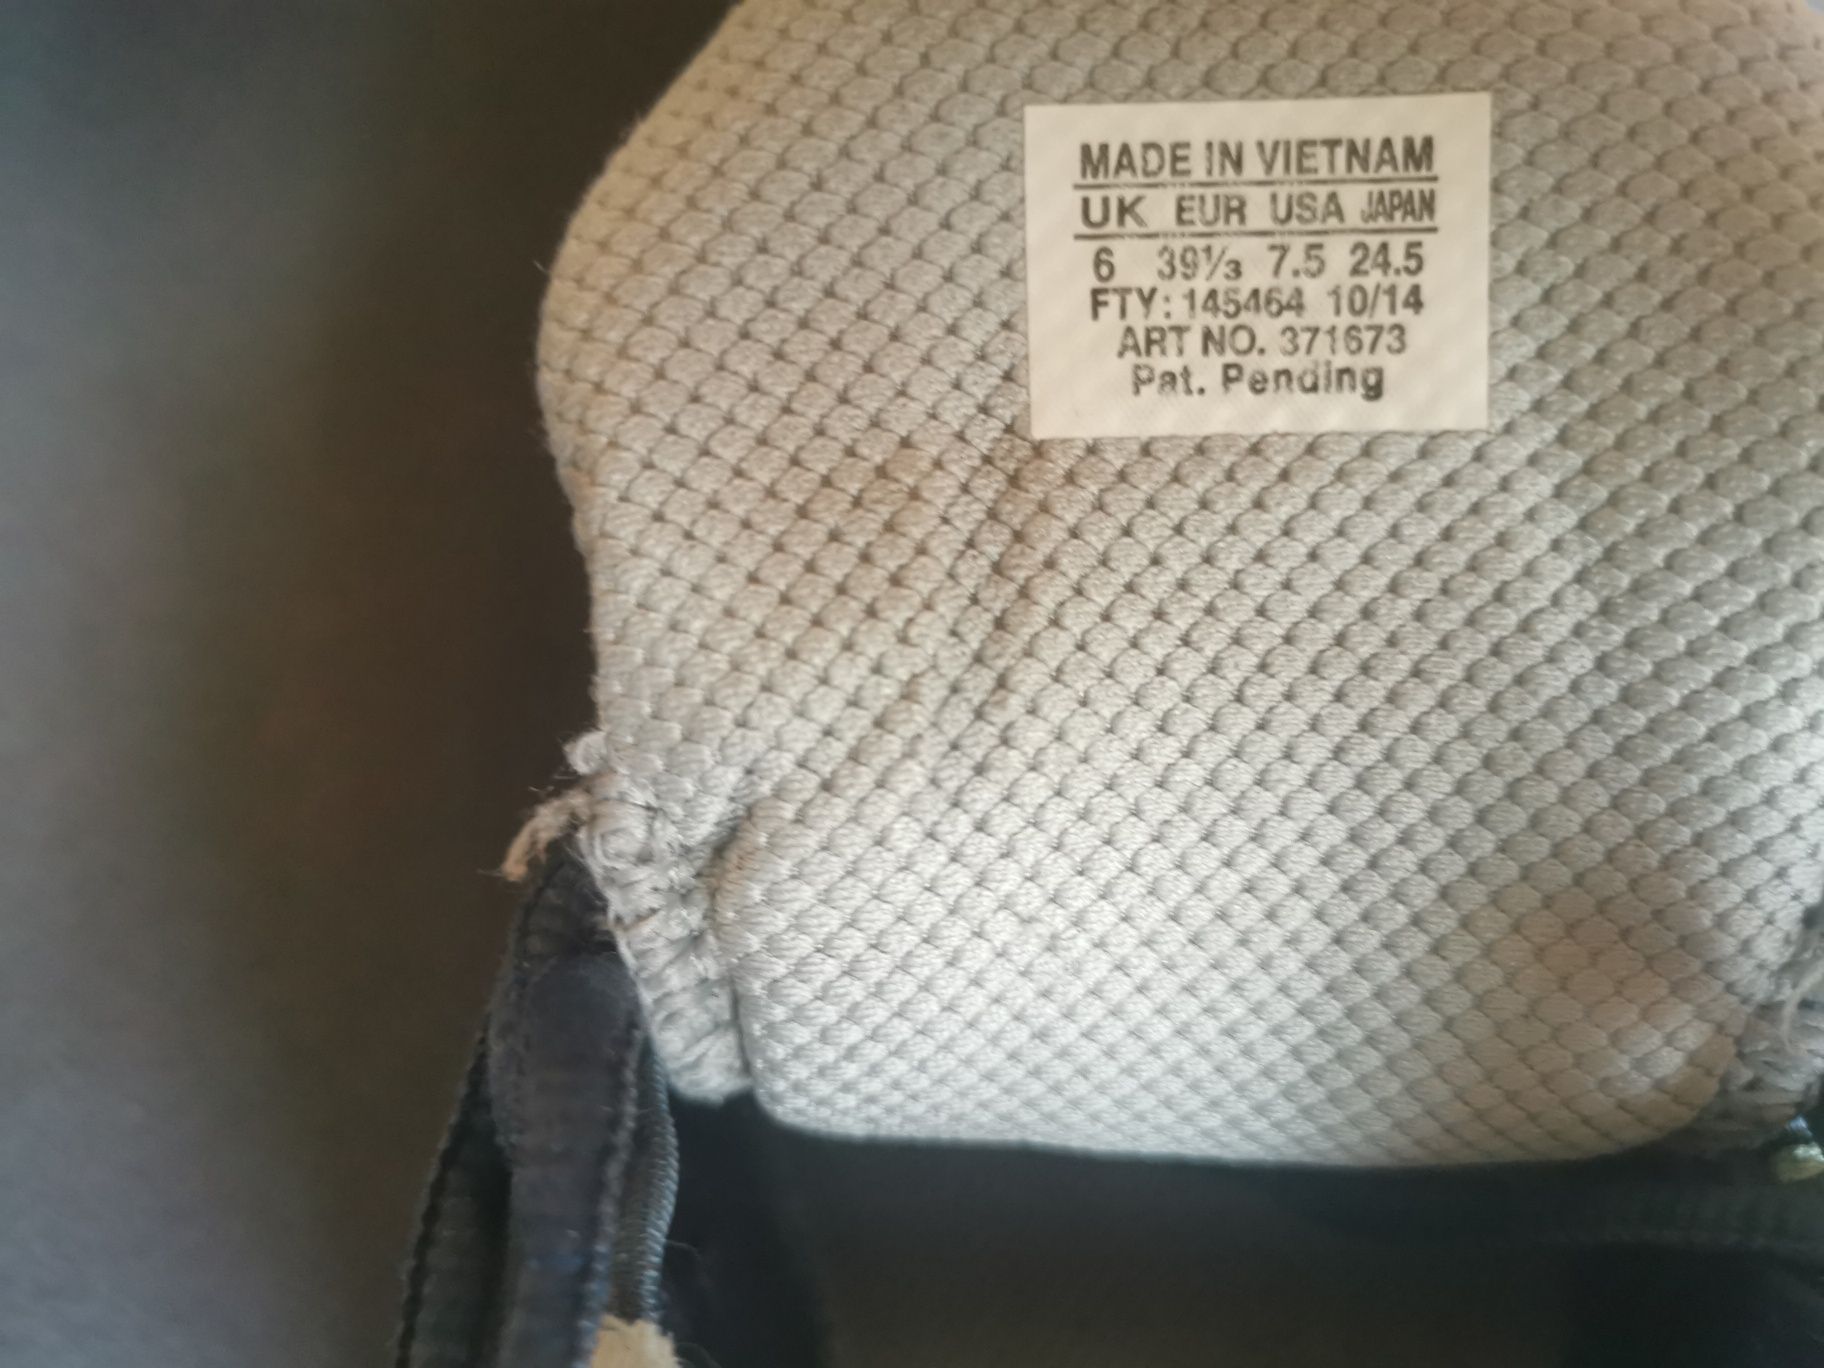 MADE IN VIETNAM
UK EUR USA JAPAN
6 39⅓ 7.5 24.5
FTY: 145464 10/14
ART NO. 371673
Pat. Pending